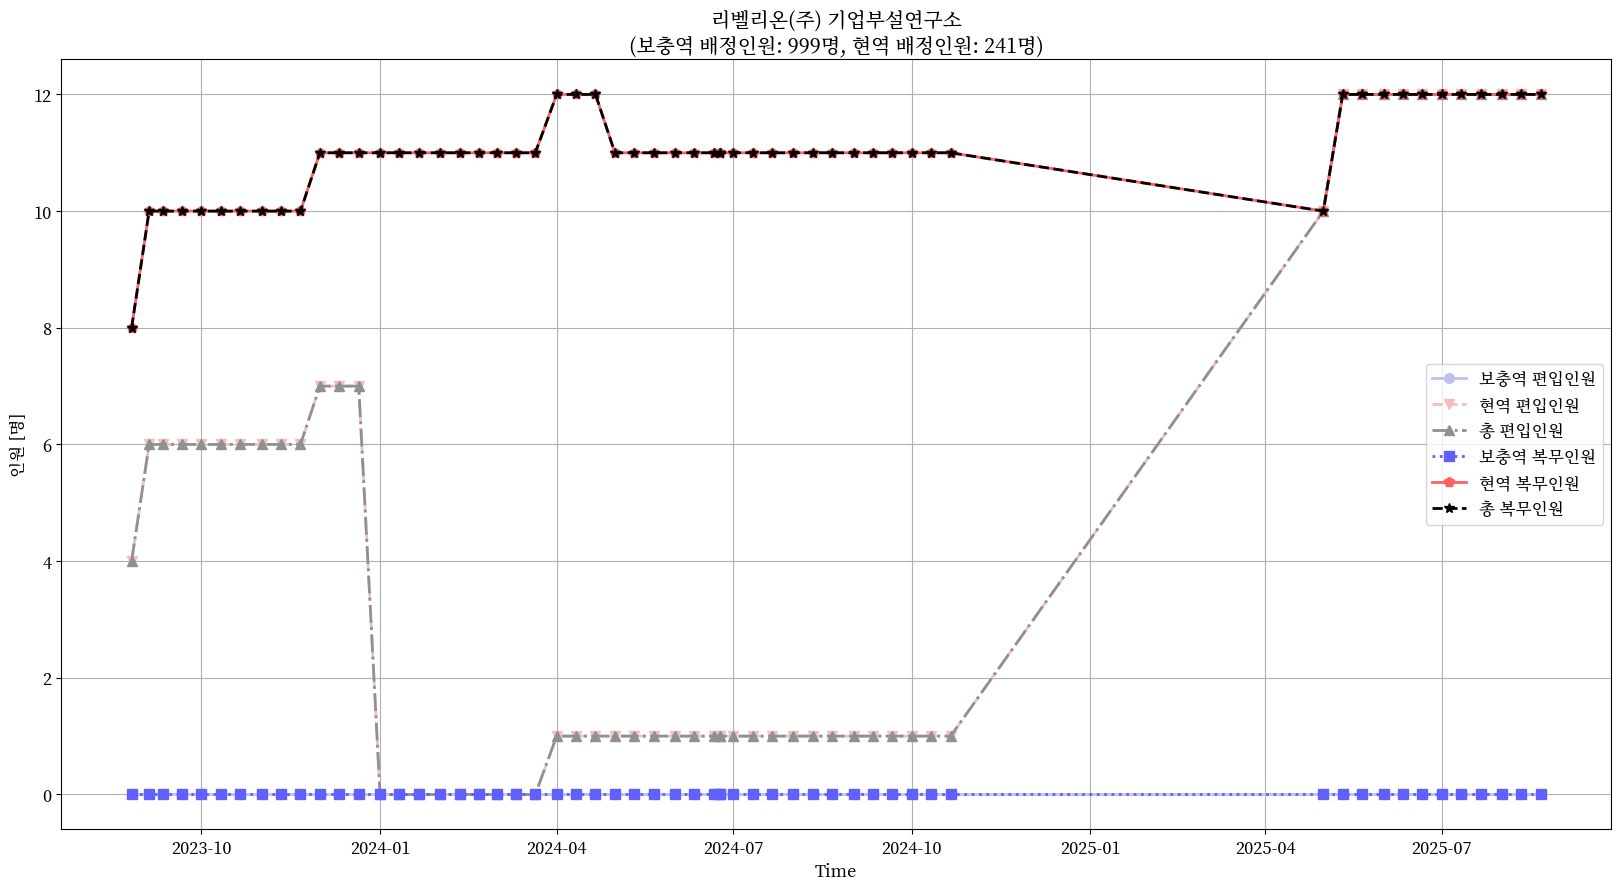 리벨리온(주) 기업부설연구소
(보충역 배정인원: 999명, 현역 배정인원: 241명)
인원 [명]
12
10
8
6
4
2
0
보충역 편입인원
현역 편입인원
총 편입인원
보충역 복무인원
현역 복무인원
총 복무인원
2023-10
2024-01
2024-04
2024-07
2024-10
2025-01
2025-04
2025-07
Time